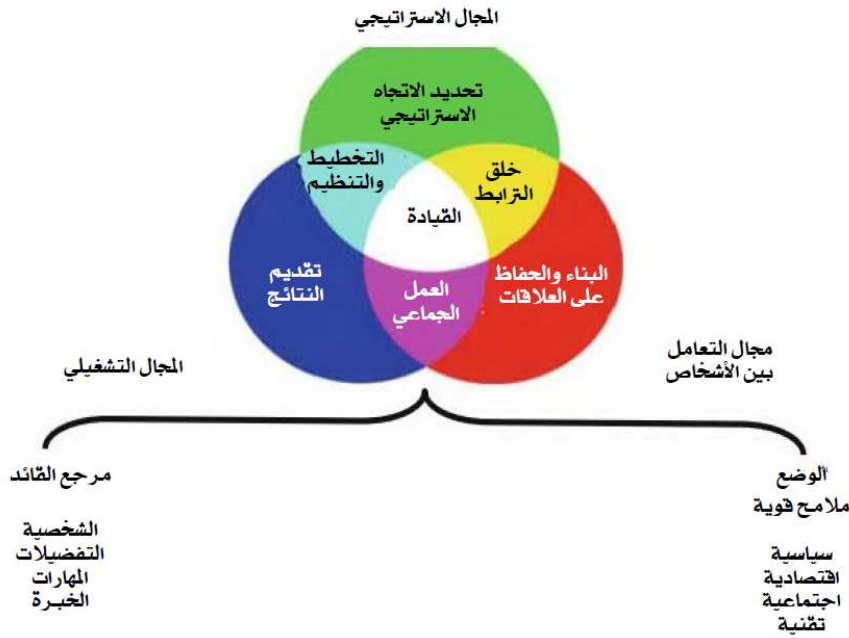 المجال الاستراتيجي
تحديد الاتجاه
الاستراتيجي
التخطيط
والتنظيم
خلق
الترابط
القيادة
تقديم
النتائج
العمل
الجماعي
البناء والحفاظ
على العلاقات
مجال التعامل
بين الأشخاص
المجال التشغيلي
الوضع
ملامح قوية
سياسية
اقتصادية
اجتماعية
تقنية
مرجع القائد
الشخصية
التفضيلات
المهارات
الخبرة